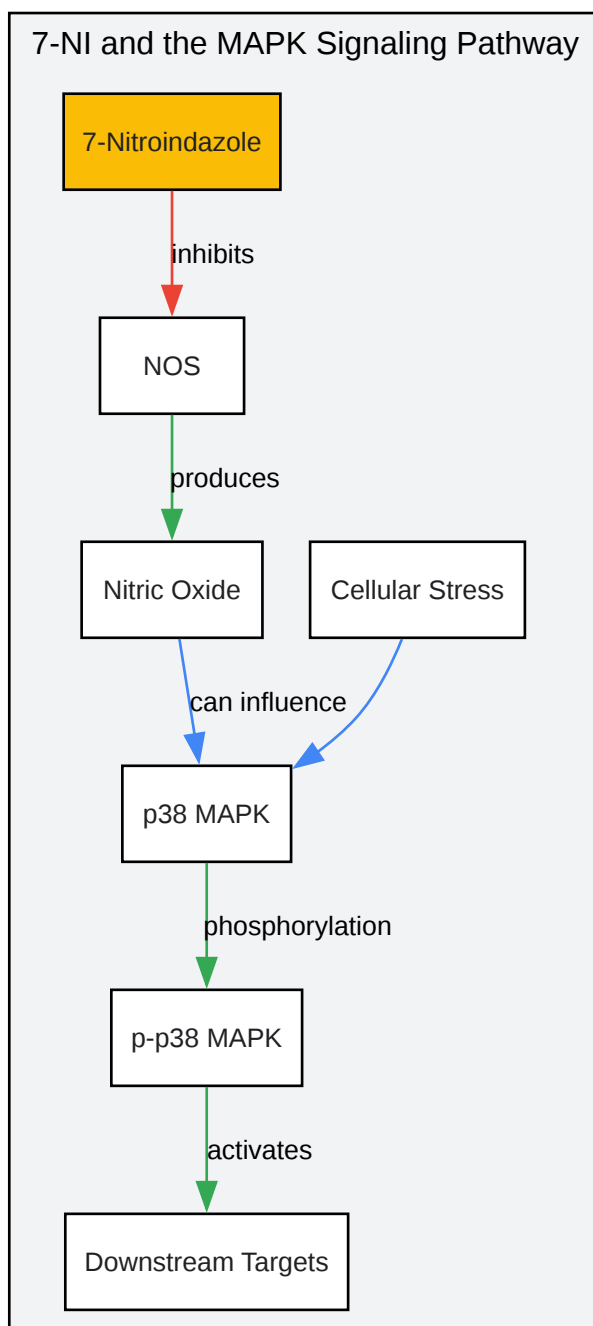 7-NI and the MAPK Signaling Pathway
7-Nitroindazole
inhibits
NOS
produces
Nitric Oxide
Cellular Stress
can influence
p38 MAPK
phosphorylation
p-p38 MAPK
activates
Downstream Targets